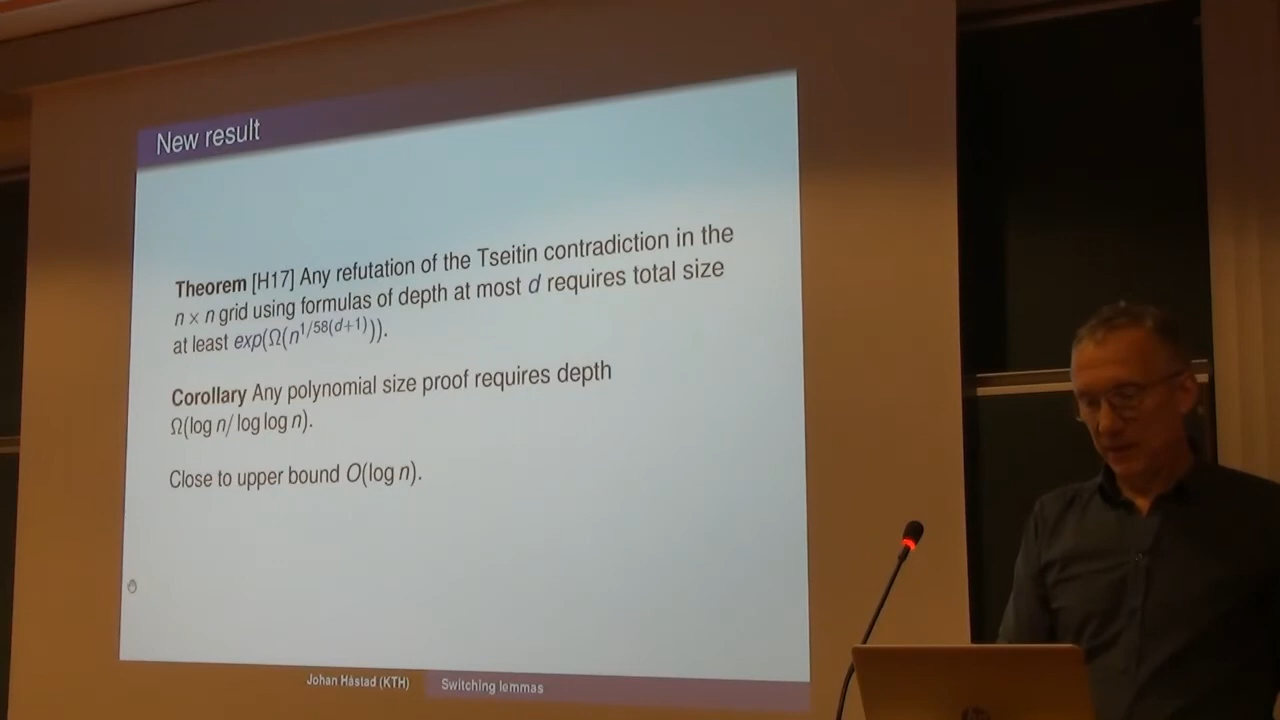 New result
Theorem [H17] Any refutation of the Tseitin contradiction in the
n × n grid using formulas of depth at most d requires total size
at least exp(Ω(n^{1/58(d+1)})).
Corollary Any polynomial size proof requires depth
Ω(log n/ log log n).
Close to upper bound O(log n).
Johan Håstad (KTH) Switching lemmas